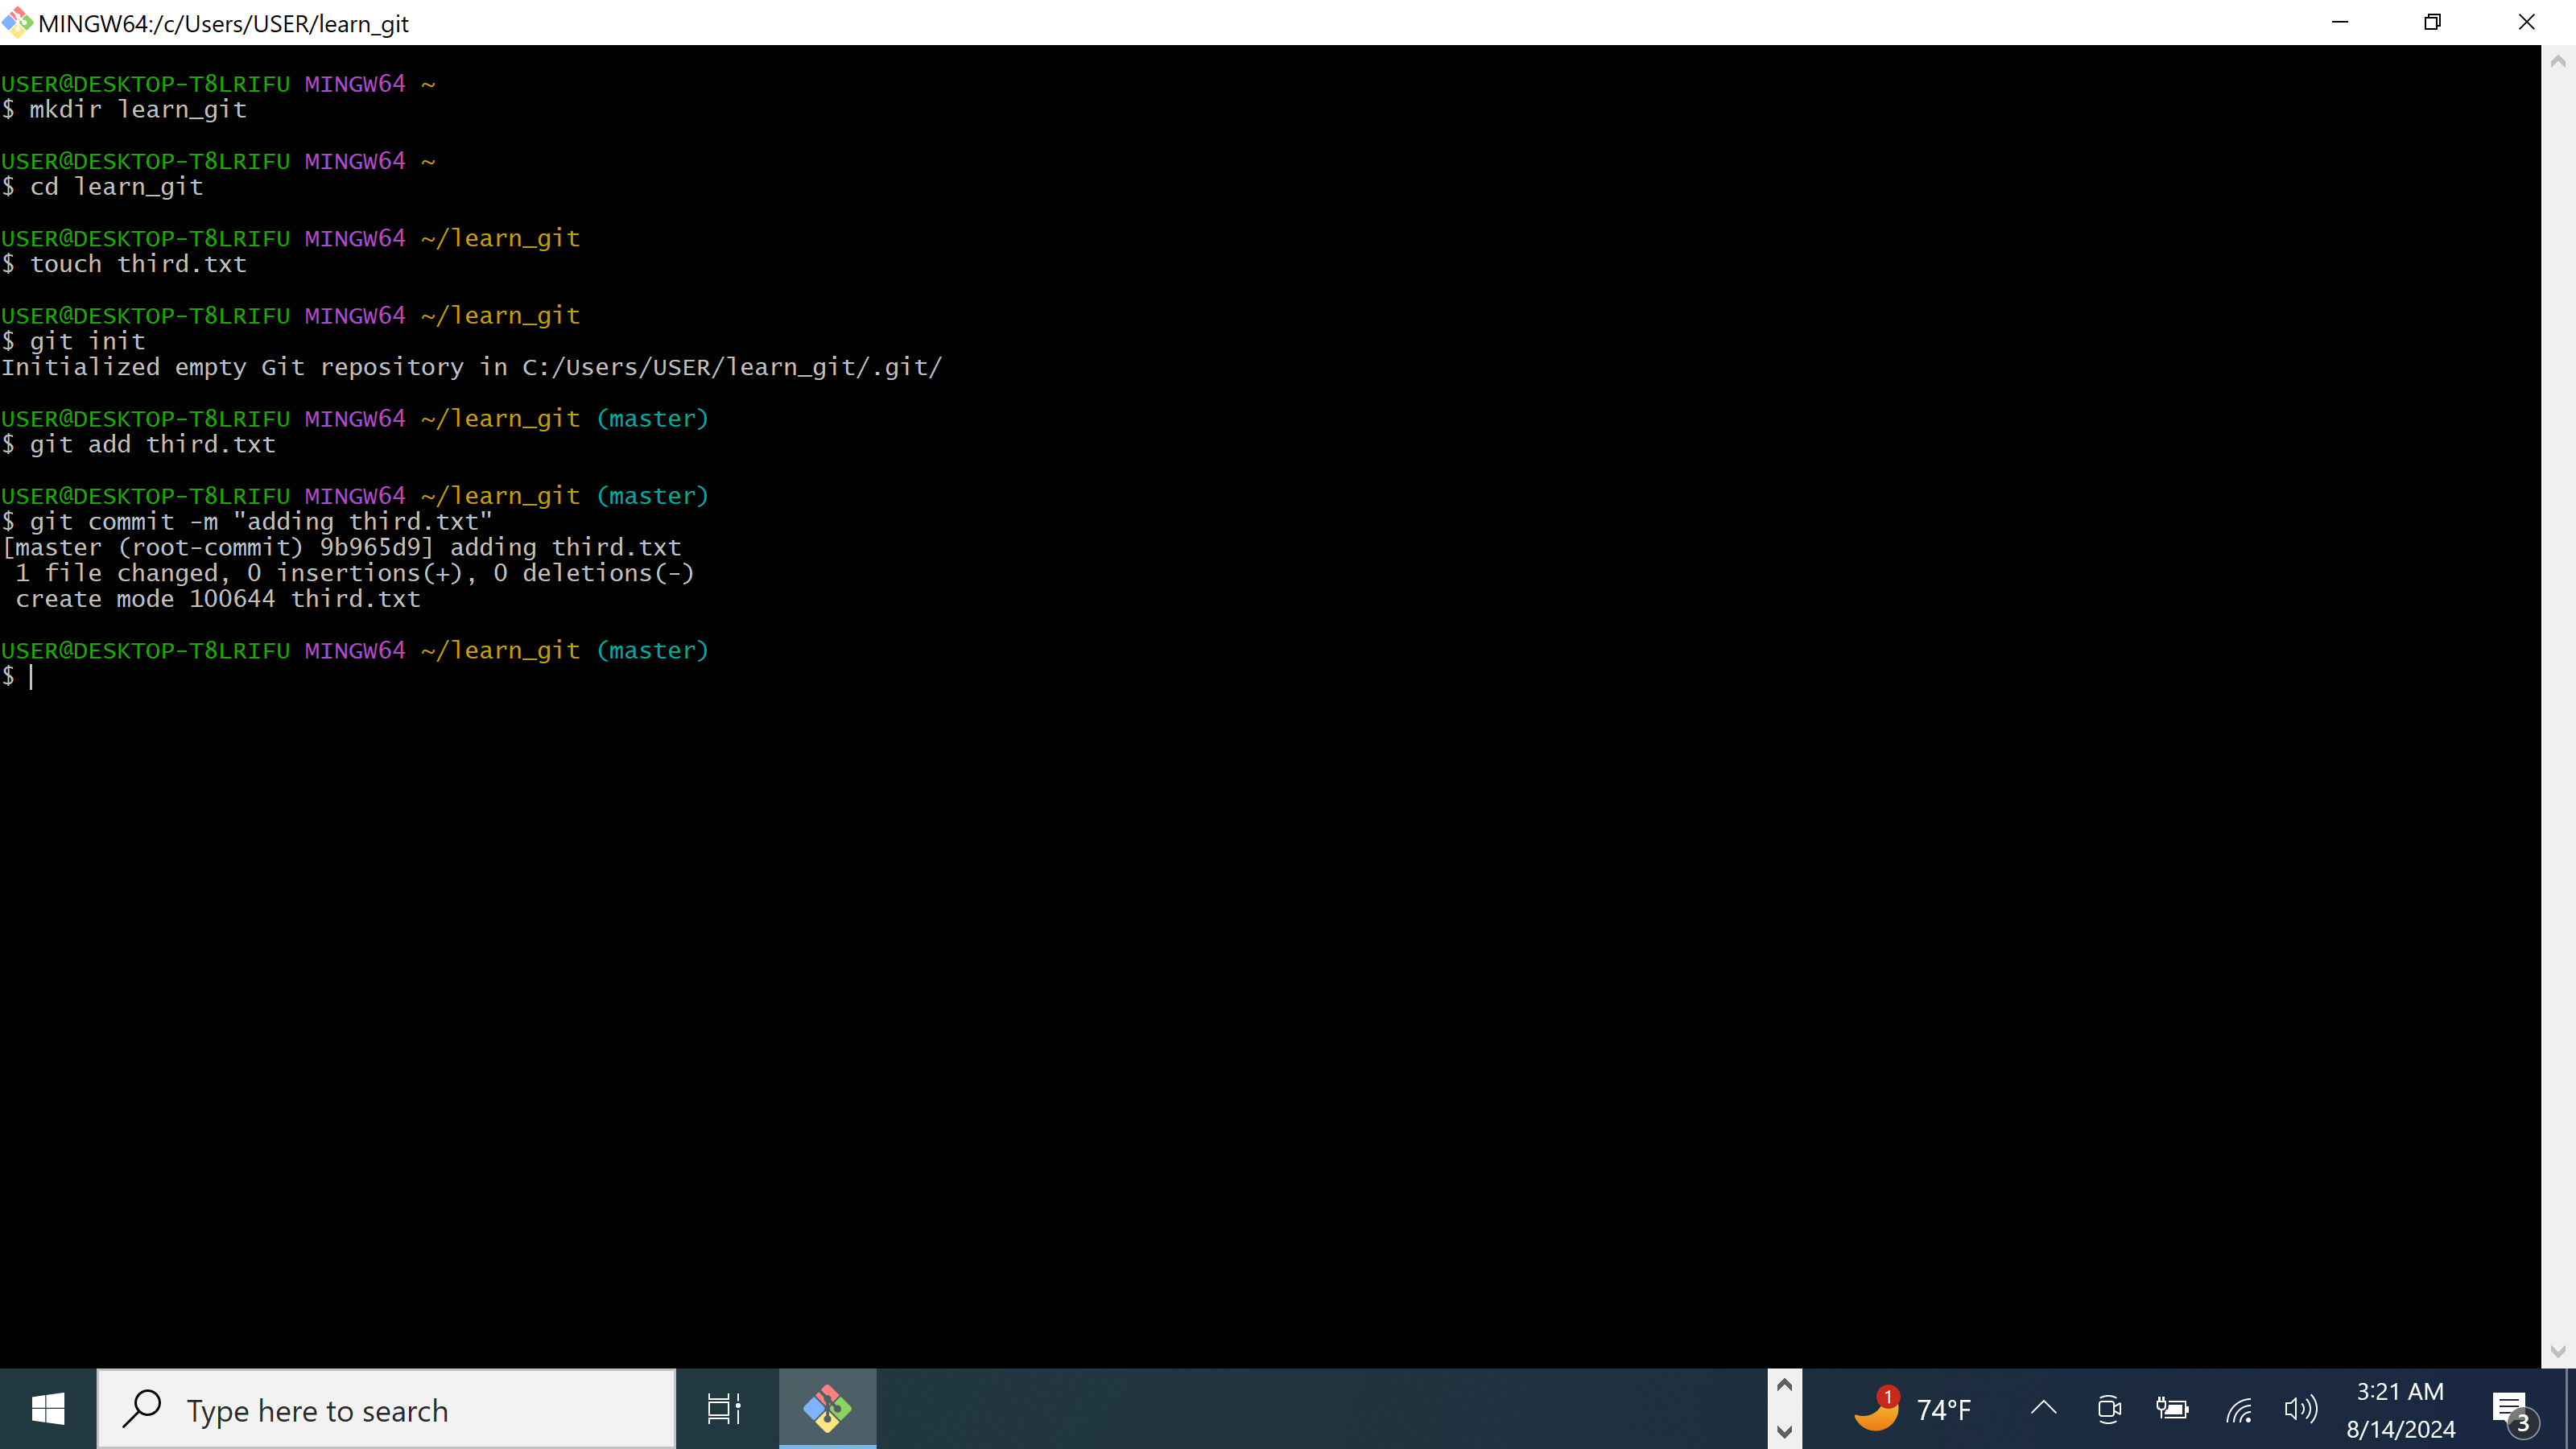 MINGW64:/c/Users/USER/learn_git
USER@DESKTOP-T8LRIFU MINGW64 ~
$ mkdir learn_git
USER@DESKTOP-T8LRIFU MINGW64 ~
$ cd learn_git
USER@DESKTOP-T8LRIFU MINGW64 ~/learn_git
$ touch third.txt
USER@DESKTOP-T8LRIFU MINGW64 ~/learn_git
$ git init
Initialized empty Git repository in C:/Users/USER/learn_git/.git/
USER@DESKTOP-T8LRIFU MINGW64 ~/learn_git (master)
$ git add third.txt
USER@DESKTOP-T8LRIFU MINGW64 ~/learn_git (master)
$ git commit -m "adding third.txt"
[master (root-commit) 9b965d9] adding third.txt
 1 file changed, 0 insertions(+), 0 deletions(-)
 create mode 100644 third.txt
USER@DESKTOP-T8LRIFU MINGW64 ~/learn_git (master)
$
Type here to search
1
74°F
3:21 AM
8/14/2024
3